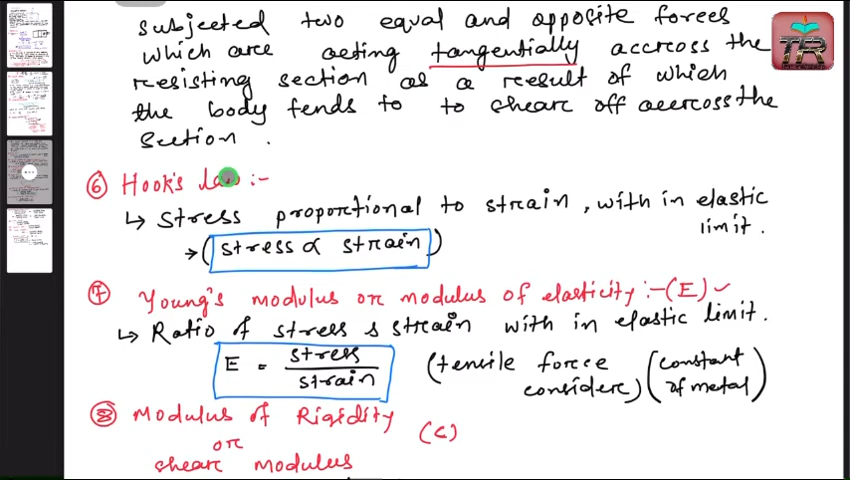 subjected two equal and opposite forces
which are acting tangentially accross the
resisting section as a result of which
the body tends to to shear off accross the
section.
⑥ Hook's law :-
↳ Stress proportional to strain, with in elastic
limit.
→ (stress ∝ strain)
⑦ Young's modulus or modulus of elasticity :- (E) ✓
↳ Ratio of stress & strain with in elastic limit.
E = stress / strain (tensile force consider) (constant of metal)
⑧ Modulus of Rigidity (C)
or
shear modulus
TR